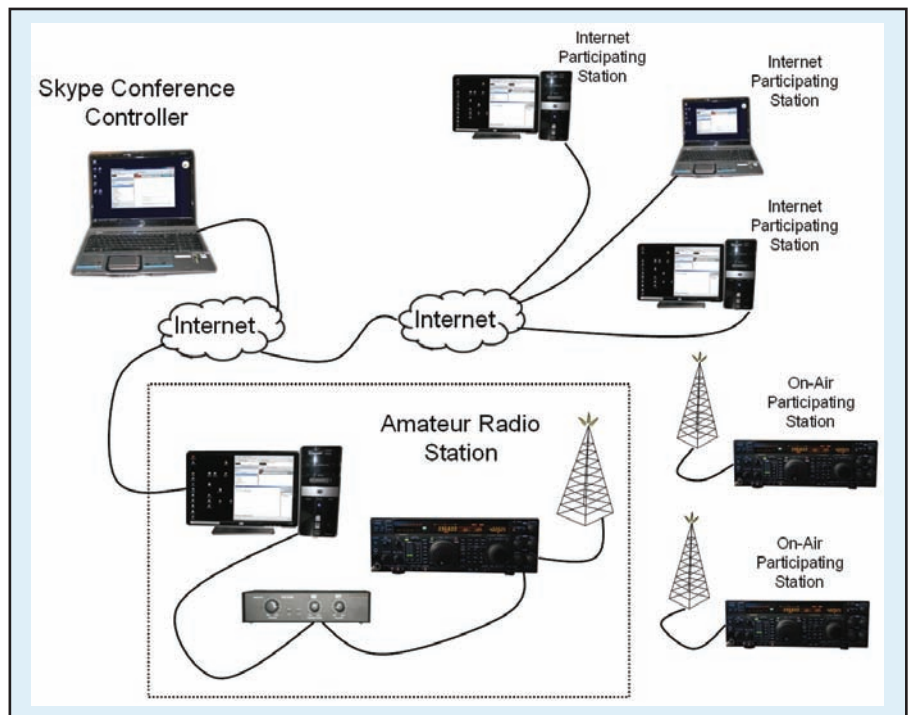 Skype Conference
Controller
Internet
Participating
Station
Internet
Participating
Station
Internet
Participating
Station
Internet
Internet
Amateur Radio
Station
On-Air
Participating
Station
On-Air
Participating
Station